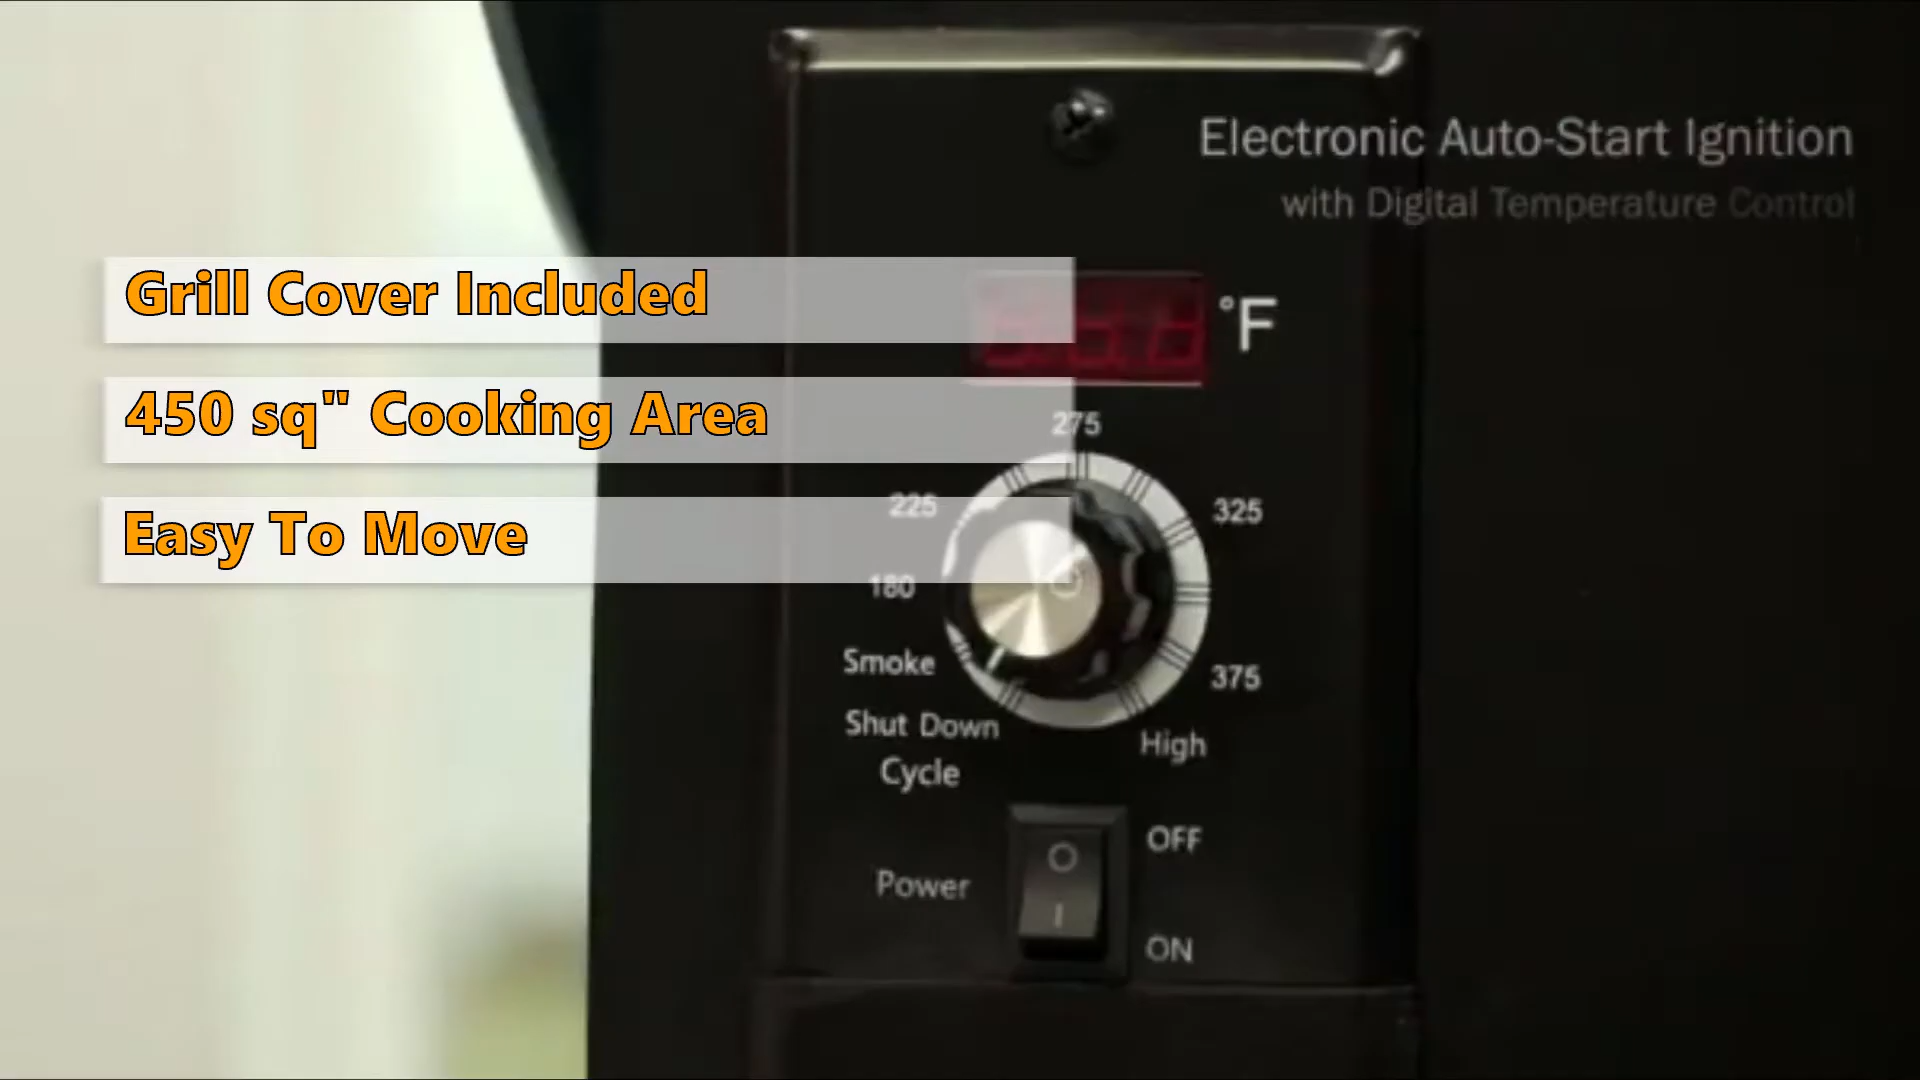 Electronic Auto-Start Ignition
with Digital Temperature Control
Grill Cover Included
°F
450 sq" Cooking Area
275
225
325
Easy To Move
180
Smoke
375
Shut Down
Cycle
High
OFF
Power
ON